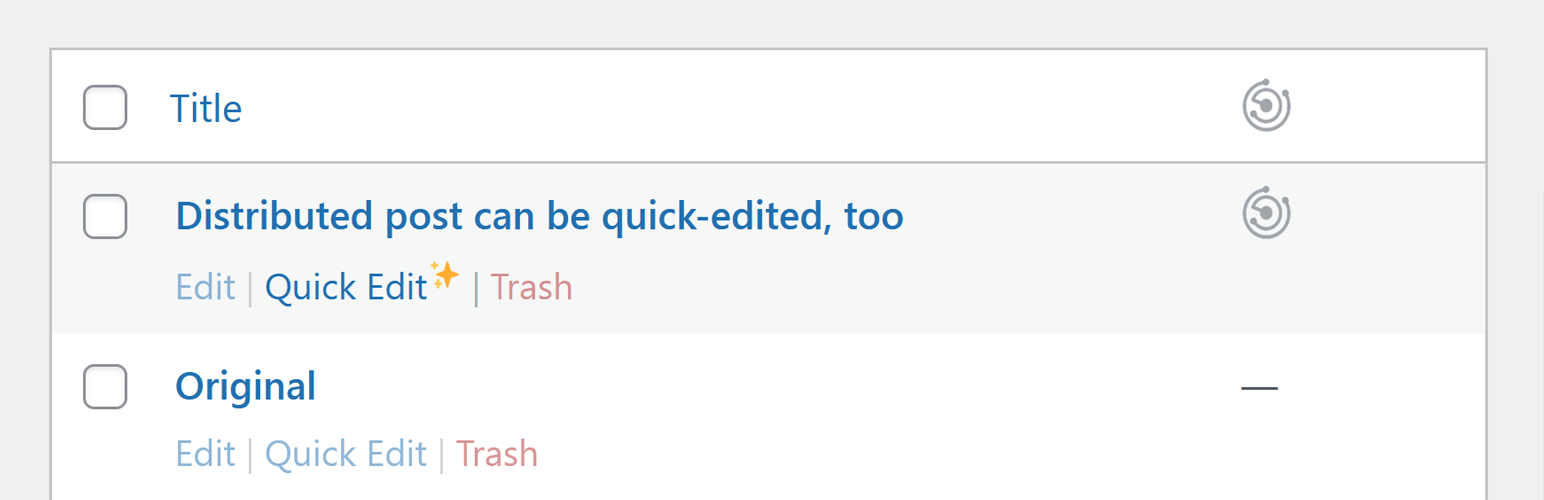 Title
Distributed post can be quick-edited, too
Edit | Quick Edit✨ | Trash
Original
—
Edit | Quick Edit | Trash